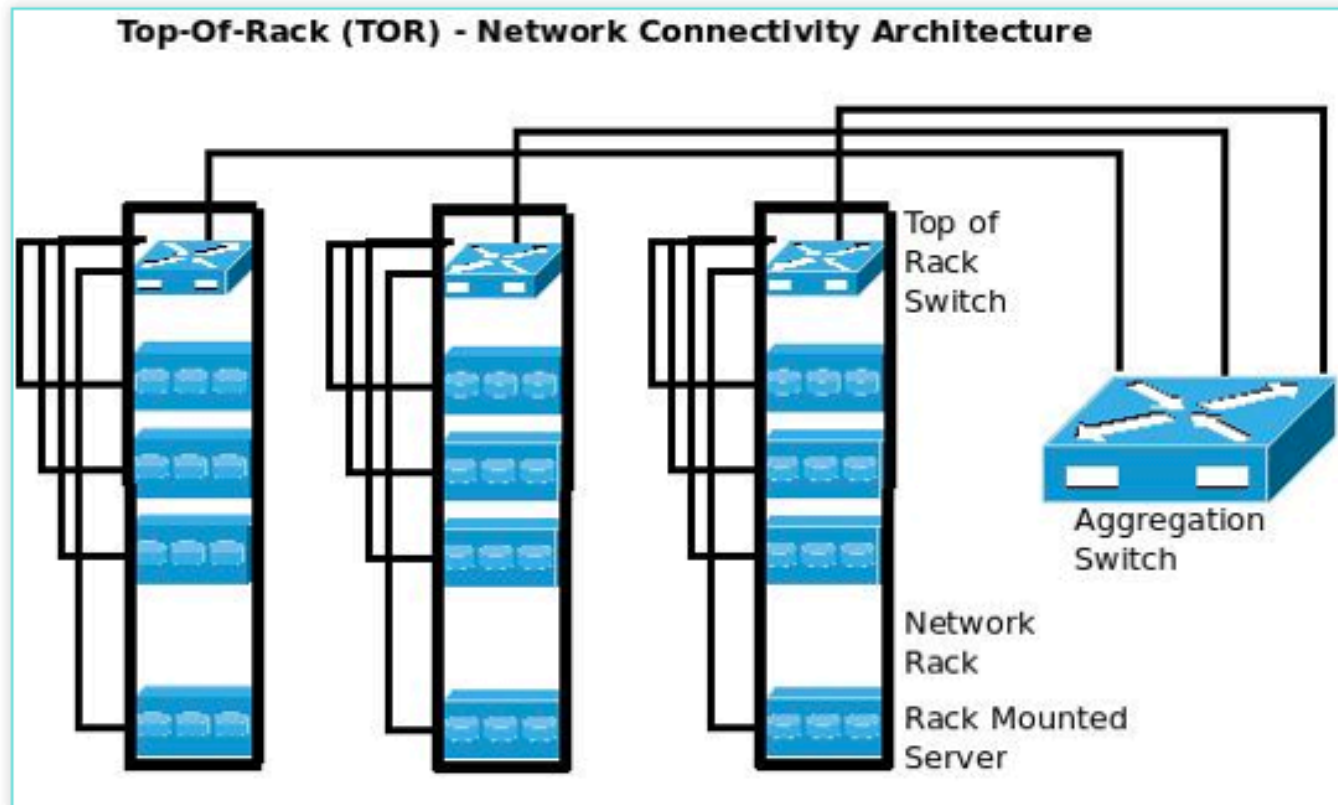 Top-Of-Rack (TOR) - Network Connectivity Architecture
Top of
Rack
Switch
Aggregation
Switch
Network
Rack
Rack Mounted
Server